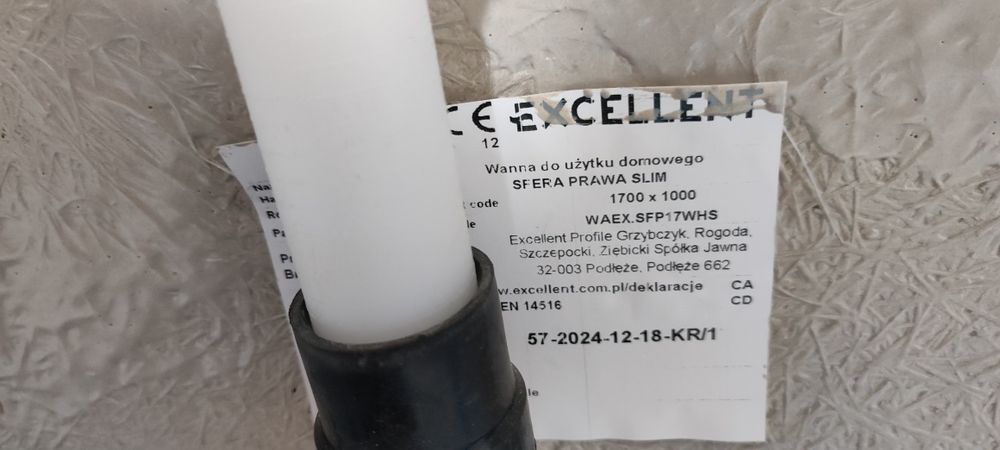 CE EXCELLENT
12
Wanna do użytku domowego
SFERA PRAWA SLIM
code
1700 x 1000
WAEX.SFP17WHS
Excellent Profile Grzybczyk, Rogoda,
Szczepocki, Ziębicki Spółka Jawna
32-003 Podłęże, Podłęże 662
w.excellent.com.pl/deklaracje CA
EN 14516 CD
57-2024-12-18-KR/1